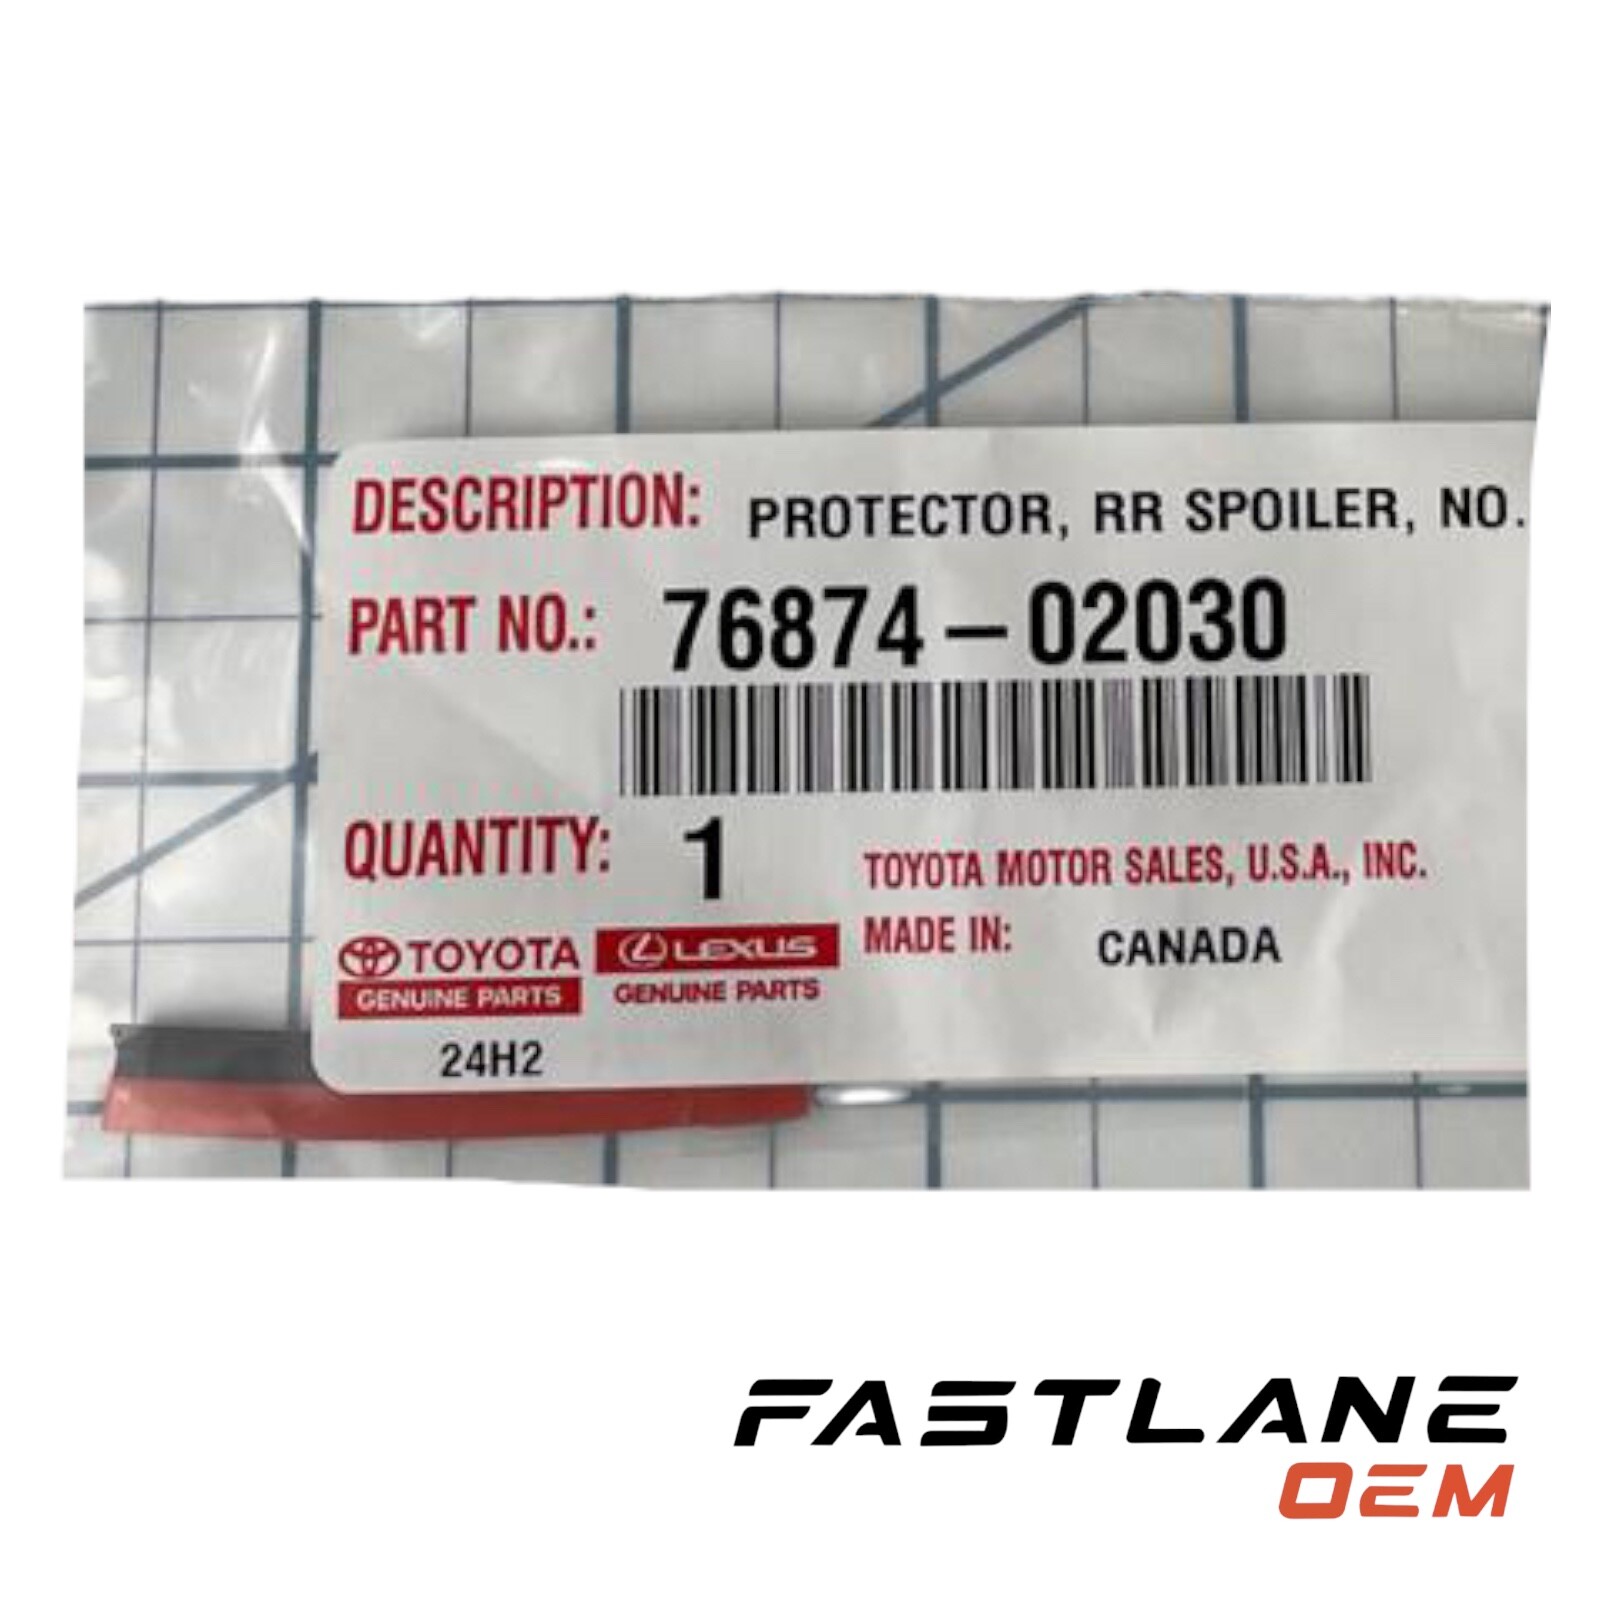 DESCRIPTION: PROTECTOR, RR SPOILER, NO.
PART NO.: 76874-02030
QUANTITY: 1
TOYOTA MOTOR SALES, U.S.A., INC.
MADE IN: CANADA
TOYOTA
GENUINE PARTS
LEXUS
GENUINE PARTS
24H2
FASTLANE
OEM